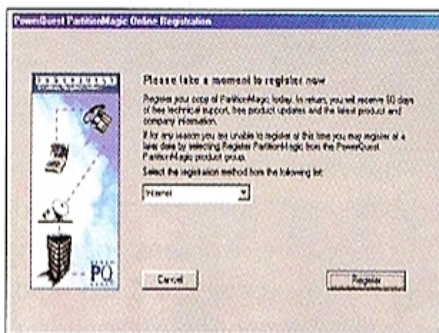 PowerQuest PartitionMagic Online Registration
POWERQUEST
Please take a moment to register now
Register your copy of PartitionMagic today. In return, you will receive 90 days
of free technical support, free product updates and the latest product and
company information.
If for any reason you are unable to register at this time you may register at a
later date by selecting Register PartitionMagic from the PowerQuest
PartitionMagic product group.
Select the registration method from the following list:
Internet
PQ
Cancel
Register